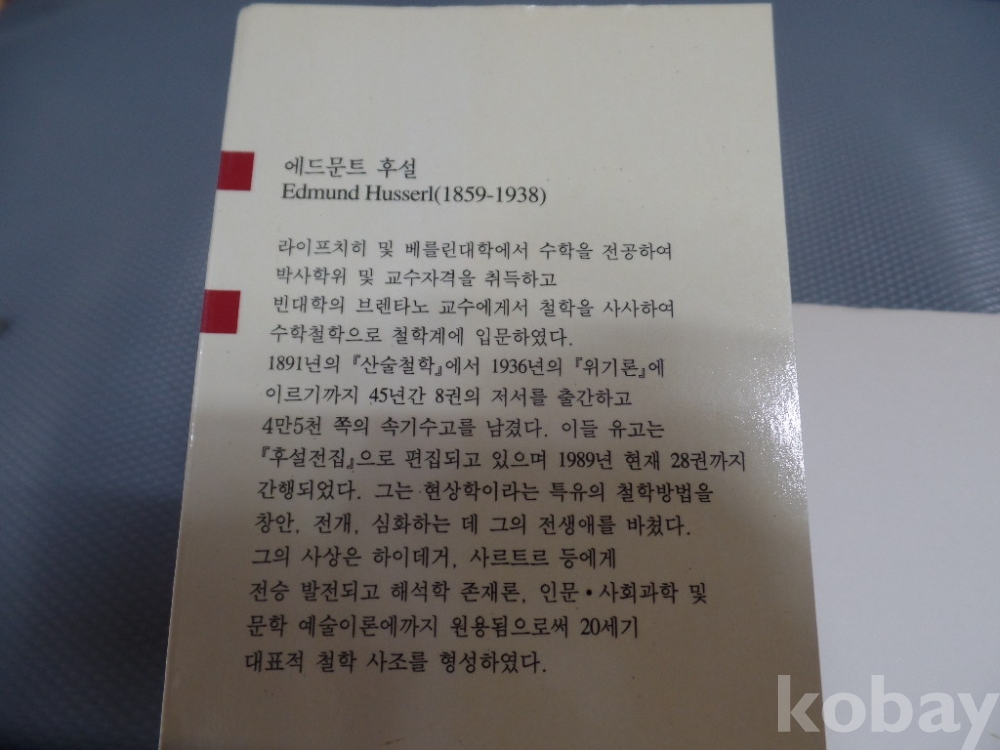 에드문트 후설
Edmund Husserl(1859-1938)
라이프치히 및 베를린대학에서 수학을 전공하여
박사학위 및 교수자격을 취득하고
빈대학의 브렌타노 교수에게서 철학을 사사하여
수학철학으로 철학계에 입문하였다.
1891년의 『산술철학』에서 1936년의 『위기론』에
이르기까지 45년간 8권의 저서를 출간하고
4만5천 쪽의 속기수고를 남겼다. 이들 유고는
『후설전집』으로 편집되고 있으며 1989년 현재 28권까지
간행되었다. 그는 현상학이라는 특유의 철학방법을
창안, 전개, 심화하는 데 그의 전생애를 바쳤다.
그의 사상은 하이데거, 사르트르 등에게
전승 발전되고 해석학 존재론, 인문·사회과학 및
문학 예술이론에까지 원용됨으로써 20세기
대표적 철학 사조를 형성하였다.
kobay